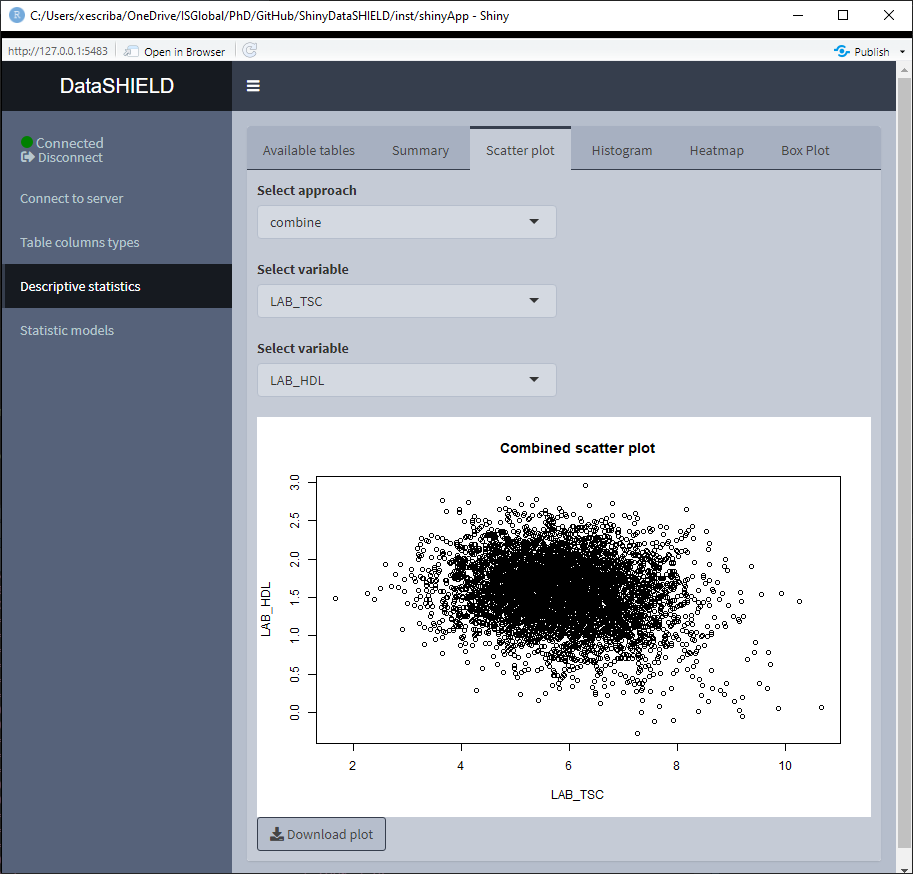 C:/Users/xescriba/OneDrive/ISGlobal/PhD/GitHub/ShinyDataSHIELD/inst/shinyApp - Shiny
http://127.0.0.1:5483
Open in Browser
Publish
DataSHIELD
Connected
Disconnect
Connect to server
Table columns types
Descriptive statistics
Statistic models
Available tables
Summary
Scatter plot
Histogram
Heatmap
Box Plot
Select approach
combine
Select variable
LAB_TSC
Select variable
LAB_HDL
Combined scatter plot
3.0
2.5
2.0
1.5
1.0
0.5
0.0
LAB_HDL
2 4 6 8 10
LAB_TSC
Download plot